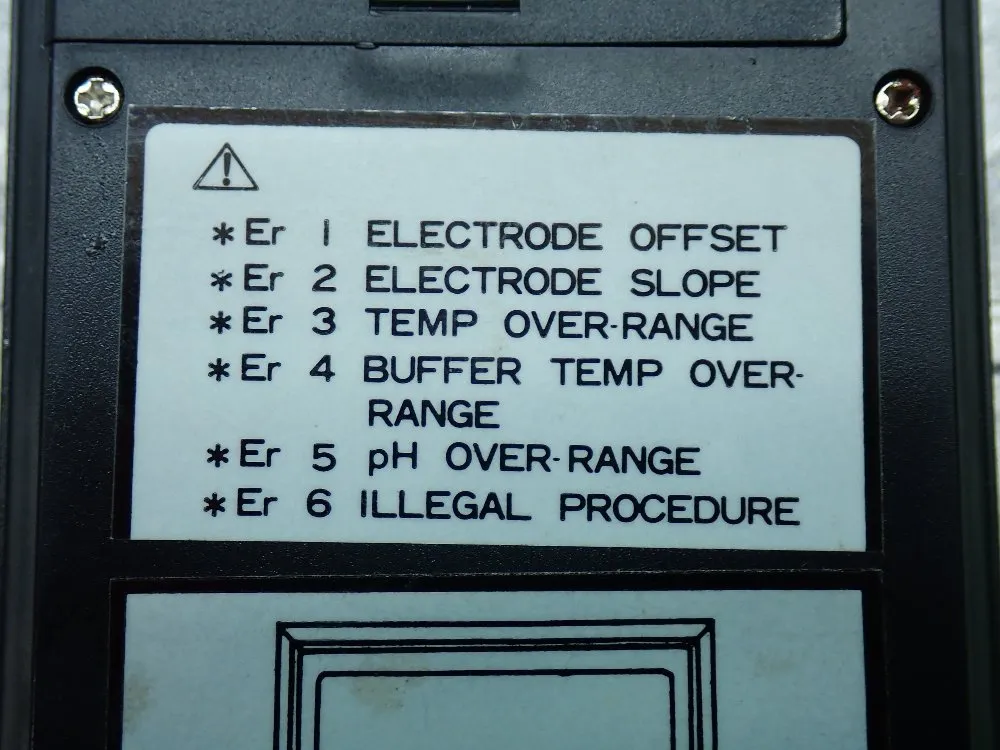 * Er 1 ELECTRODE OFFSET
* Er 2 ELECTRODE SLOPE
* Er 3 TEMP OVER-RANGE
* Er 4 BUFFER TEMP OVER-
RANGE
* Er 5 pH OVER-RANGE
* Er 6 ILLEGAL PROCEDURE